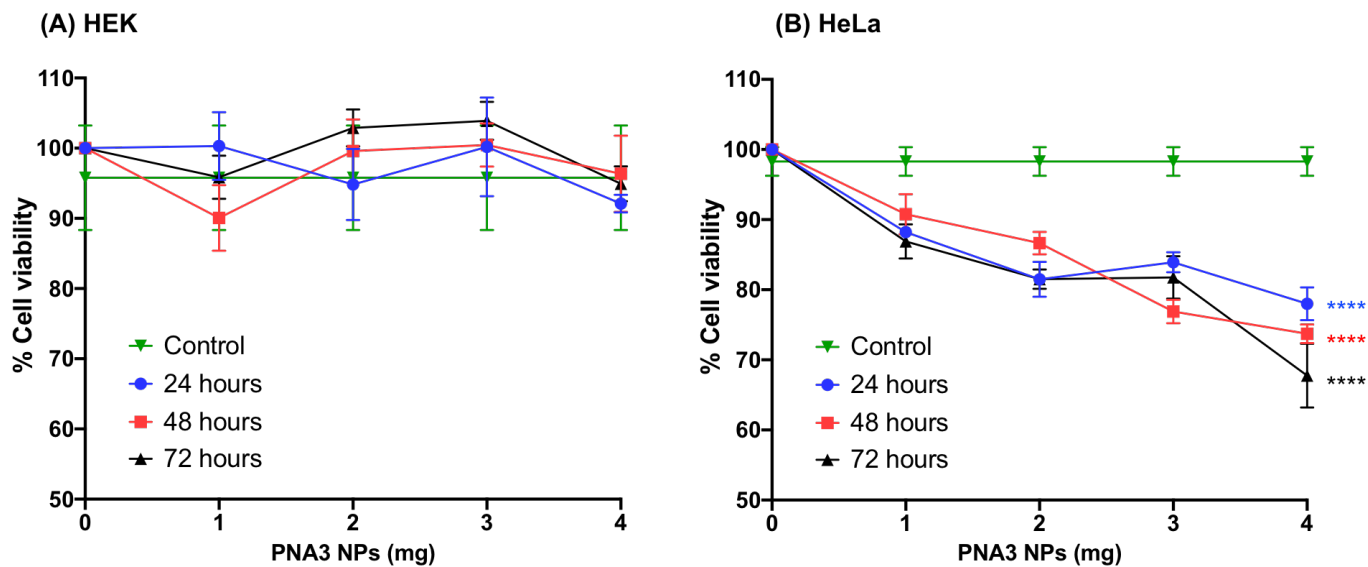 (A) HEK
110
100
90
80
70
60
50
% Cell viability
Control
24 hours
48 hours
72 hours
0 1 2 3 4
PNA3 NPs (mg)
(B) HeLa
110
100
90
80
70
60
50
% Cell viability
Control
24 hours
48 hours
72 hours
****
****
****
0 1 2 3 4
PNA3 NPs (mg)